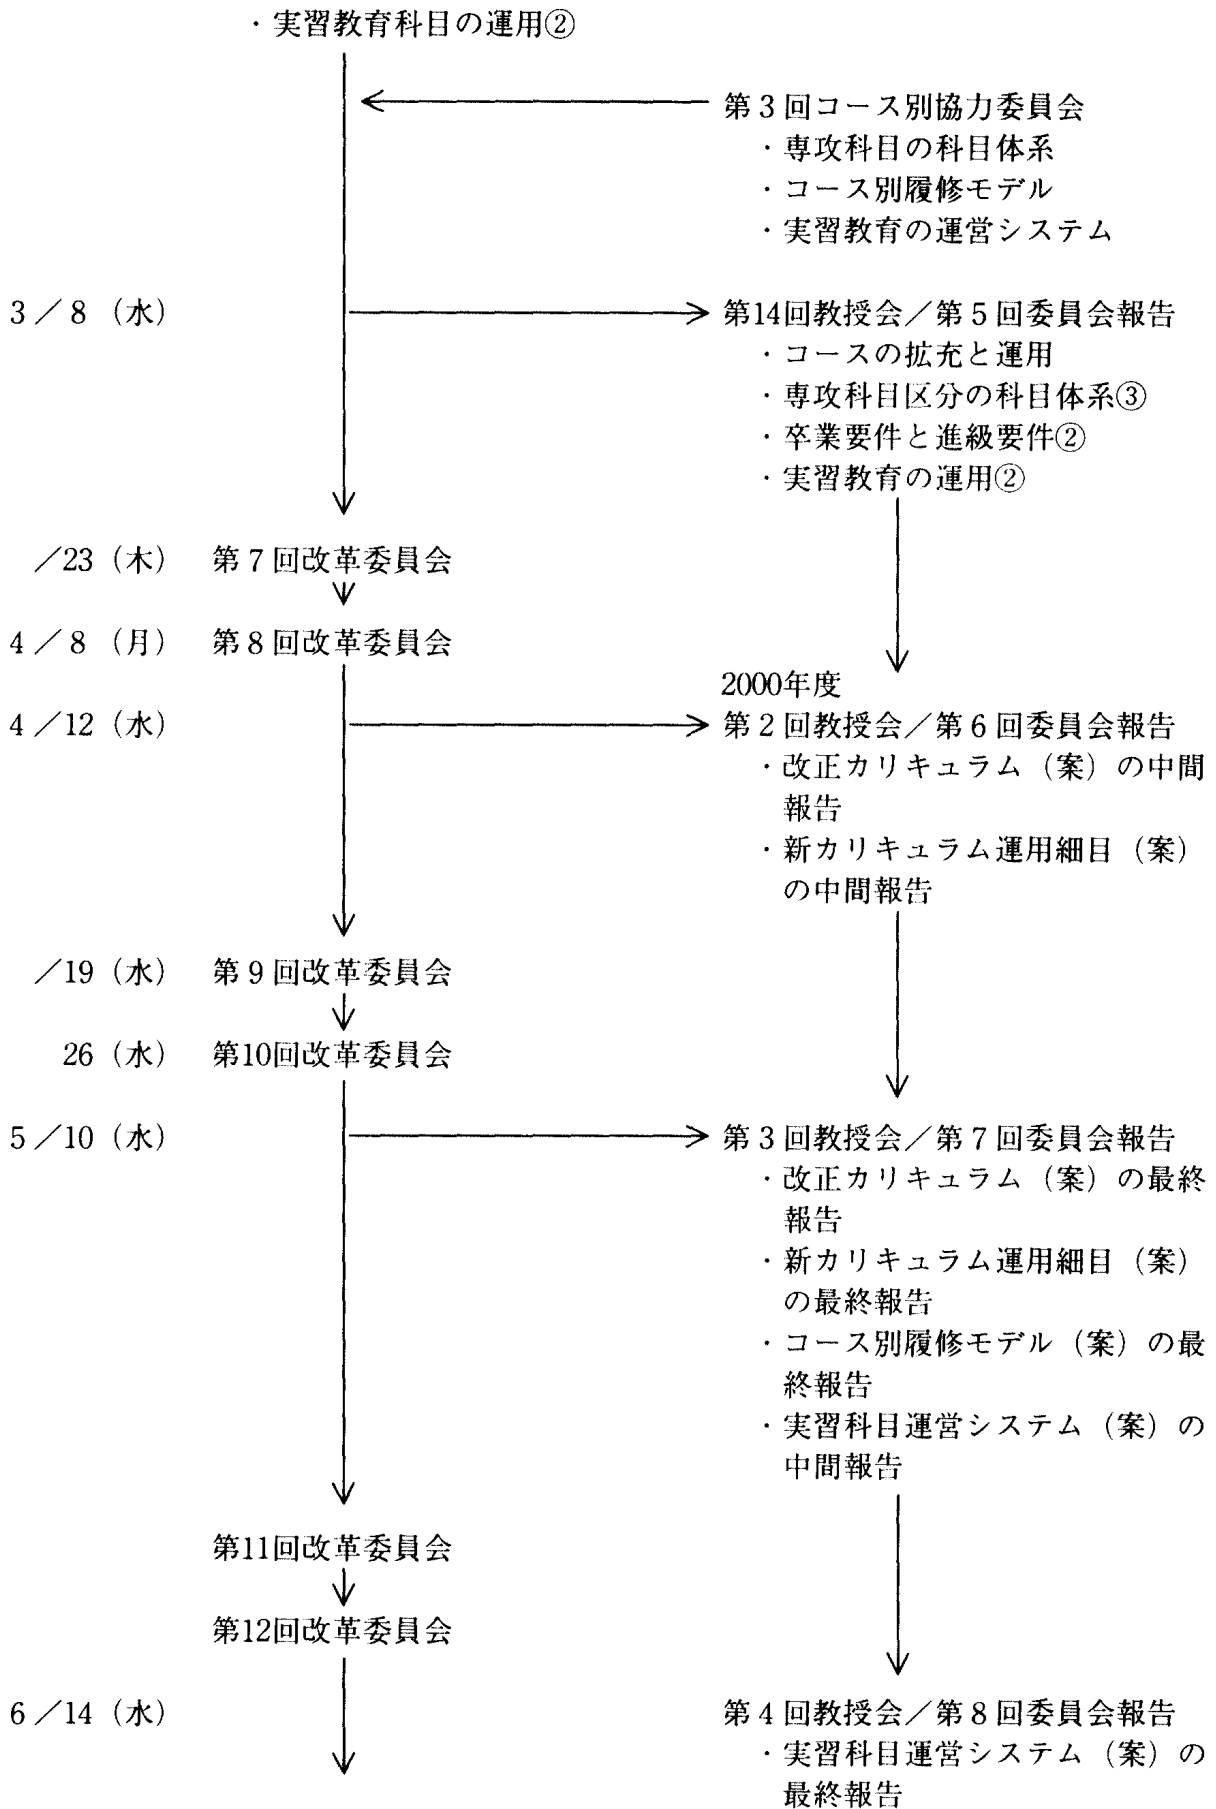 ・実習教育科目の運用②
第3回コース別協力委員会
・専攻科目の科目体系
・コース別履修モデル
・実習教育の運営システム
3／8（水）
第14回教授会／第5回委員会報告
・コースの拡充と運用
・専攻科目区分の科目体系③
・卒業要件と進級要件②
・実習教育の運用②
／23（木） 第7回改革委員会
4／8（月） 第8回改革委員会
2000年度
4／12（水）
第2回教授会／第6回委員会報告
・改正カリキュラム（案）の中間
報告
・新カリキュラム運用細目（案）
の中間報告
／19（水） 第9回改革委員会
26（水） 第10回改革委員会
5／10（水）
第3回教授会／第7回委員会報告
・改正カリキュラム（案）の最終
報告
・新カリキュラム運用細目（案）
の最終報告
・コース別履修モデル（案）の最
終報告
・実習科目運営システム（案）の
中間報告
第11回改革委員会
第12回改革委員会
6／14（水）
第4回教授会／第8回委員会報告
・実習科目運営システム（案）の
最終報告